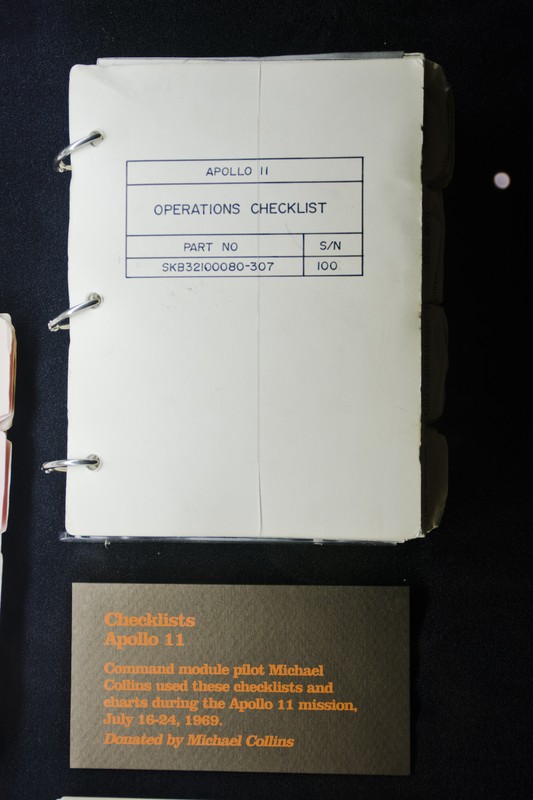 APOLLO 11
OPERATIONS CHECKLIST
PART NO S/N
SKB32100080-307 100
Checklists
Apollo 11
Command module pilot Michael
Collins used these checklists and
charts during the Apollo 11 mission,
July 16-24, 1969.
Donated by Michael Collins